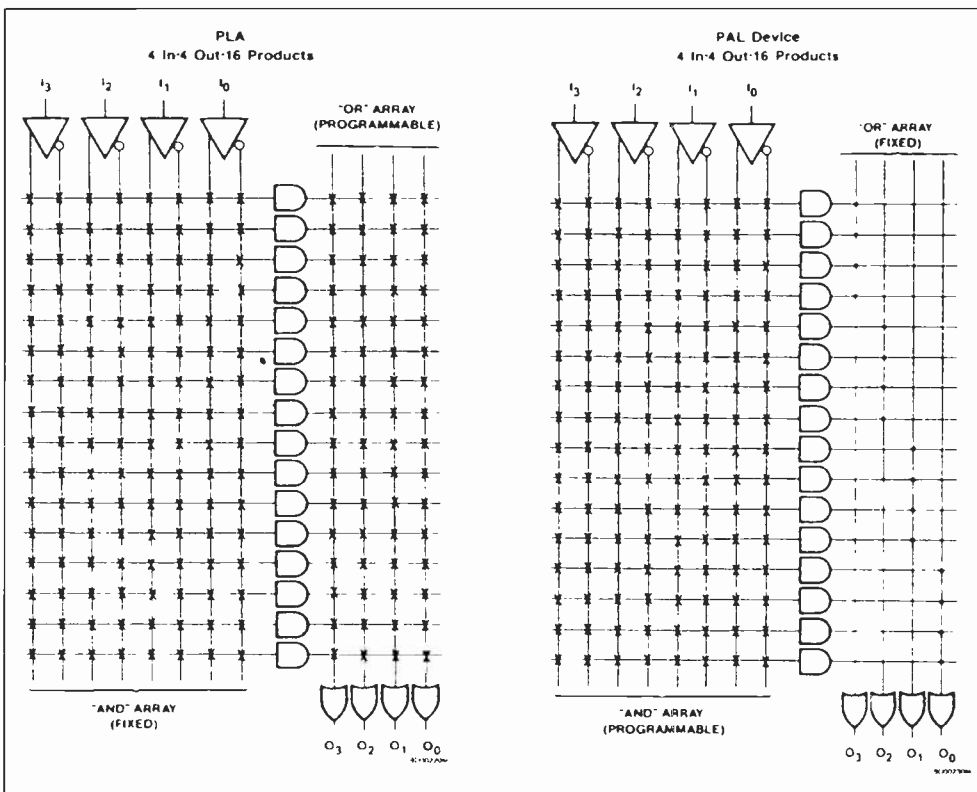 PLA
4 In-4 Out-16 Products
I3 I2 I1 I0
"OR" ARRAY
(PROGRAMMABLE)
"AND" ARRAY
(FIXED)
O3 O2 O1 O0
PAL Device
4 In-4 Out-16 Products
I3 I2 I1 I0
"OR" ARRAY
(FIXED)
"AND" ARRAY
(PROGRAMMABLE)
O3 O2 O1 O0